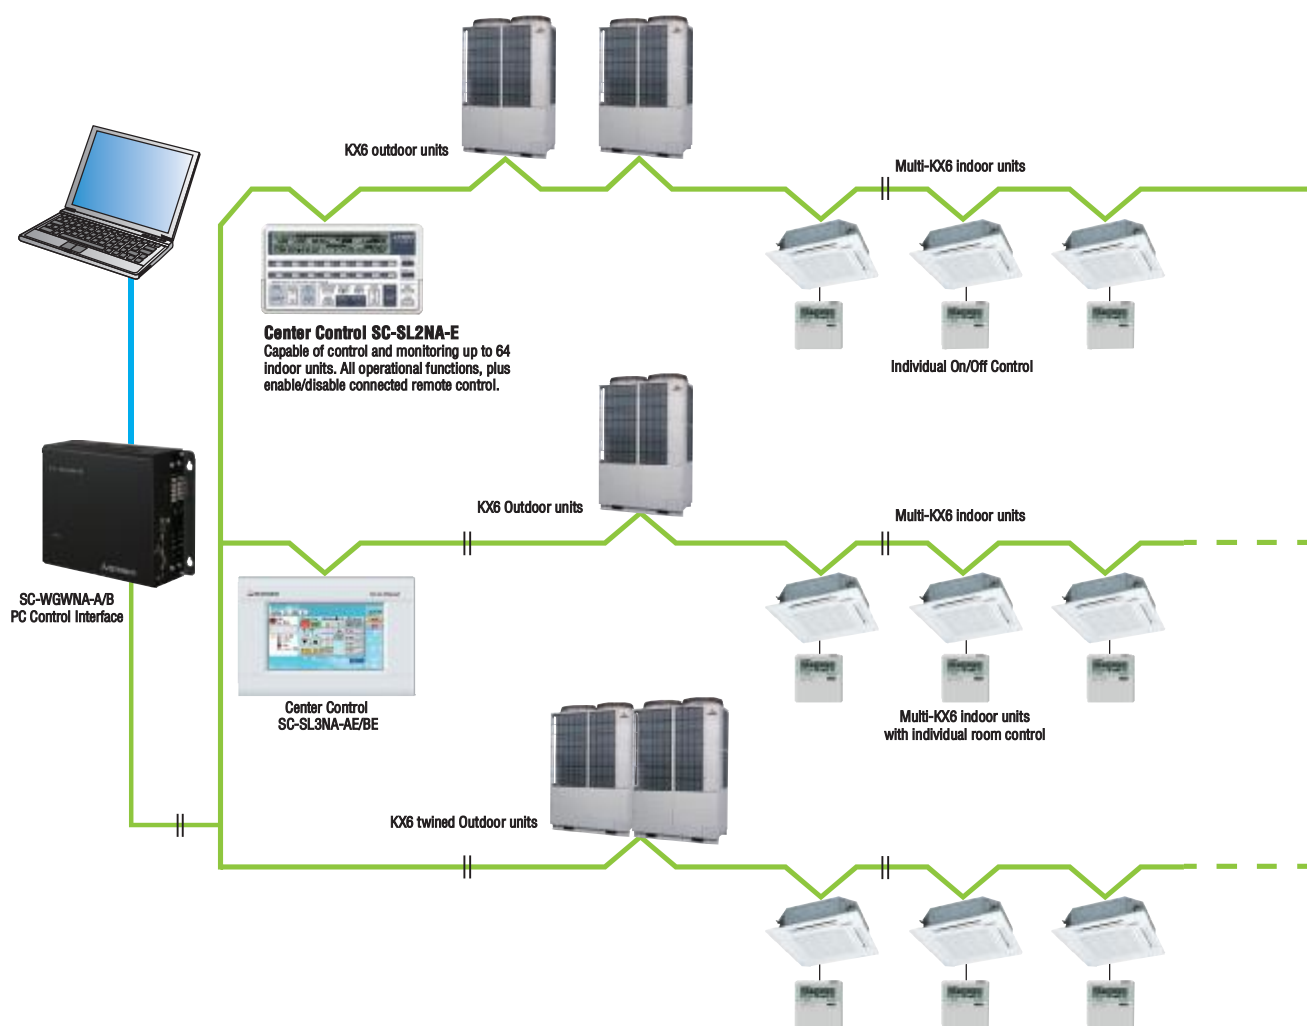 KX6 outdoor units
Multi-KX6 indoor units
Center Control SC-SL2NA-E
Capable of control and monitoring up to 64
indoor units. All operational functions, plus
enable/disable connected remote control.
Individual On/Off Control
KX6 Outdoor units
Multi-KX6 indoor units
SC-WGWNA-A/B
PC Control Interface
Center Control
SC-SL3NA-AE/BE
Multi-KX6 indoor units
with individual room control
KX6 twined Outdoor units